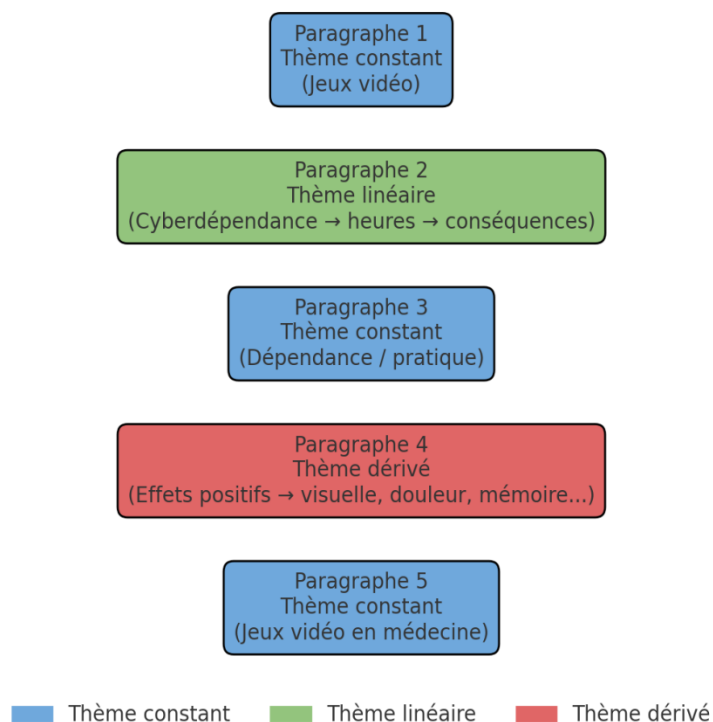 Paragraphe 1
Thème constant
(Jeux vidéo)
Paragraphe 2
Thème linéaire
(Cyberdépendance → heures → conséquences)
Paragraphe 3
Thème constant
(Dépendance / pratique)
Paragraphe 4
Thème dérivé
(Effets positifs → visuelle, douleur, mémoire...)
Paragraphe 5
Thème constant
(Jeux vidéo en médecine)
Thème constant Thème linéaire Thème dérivé